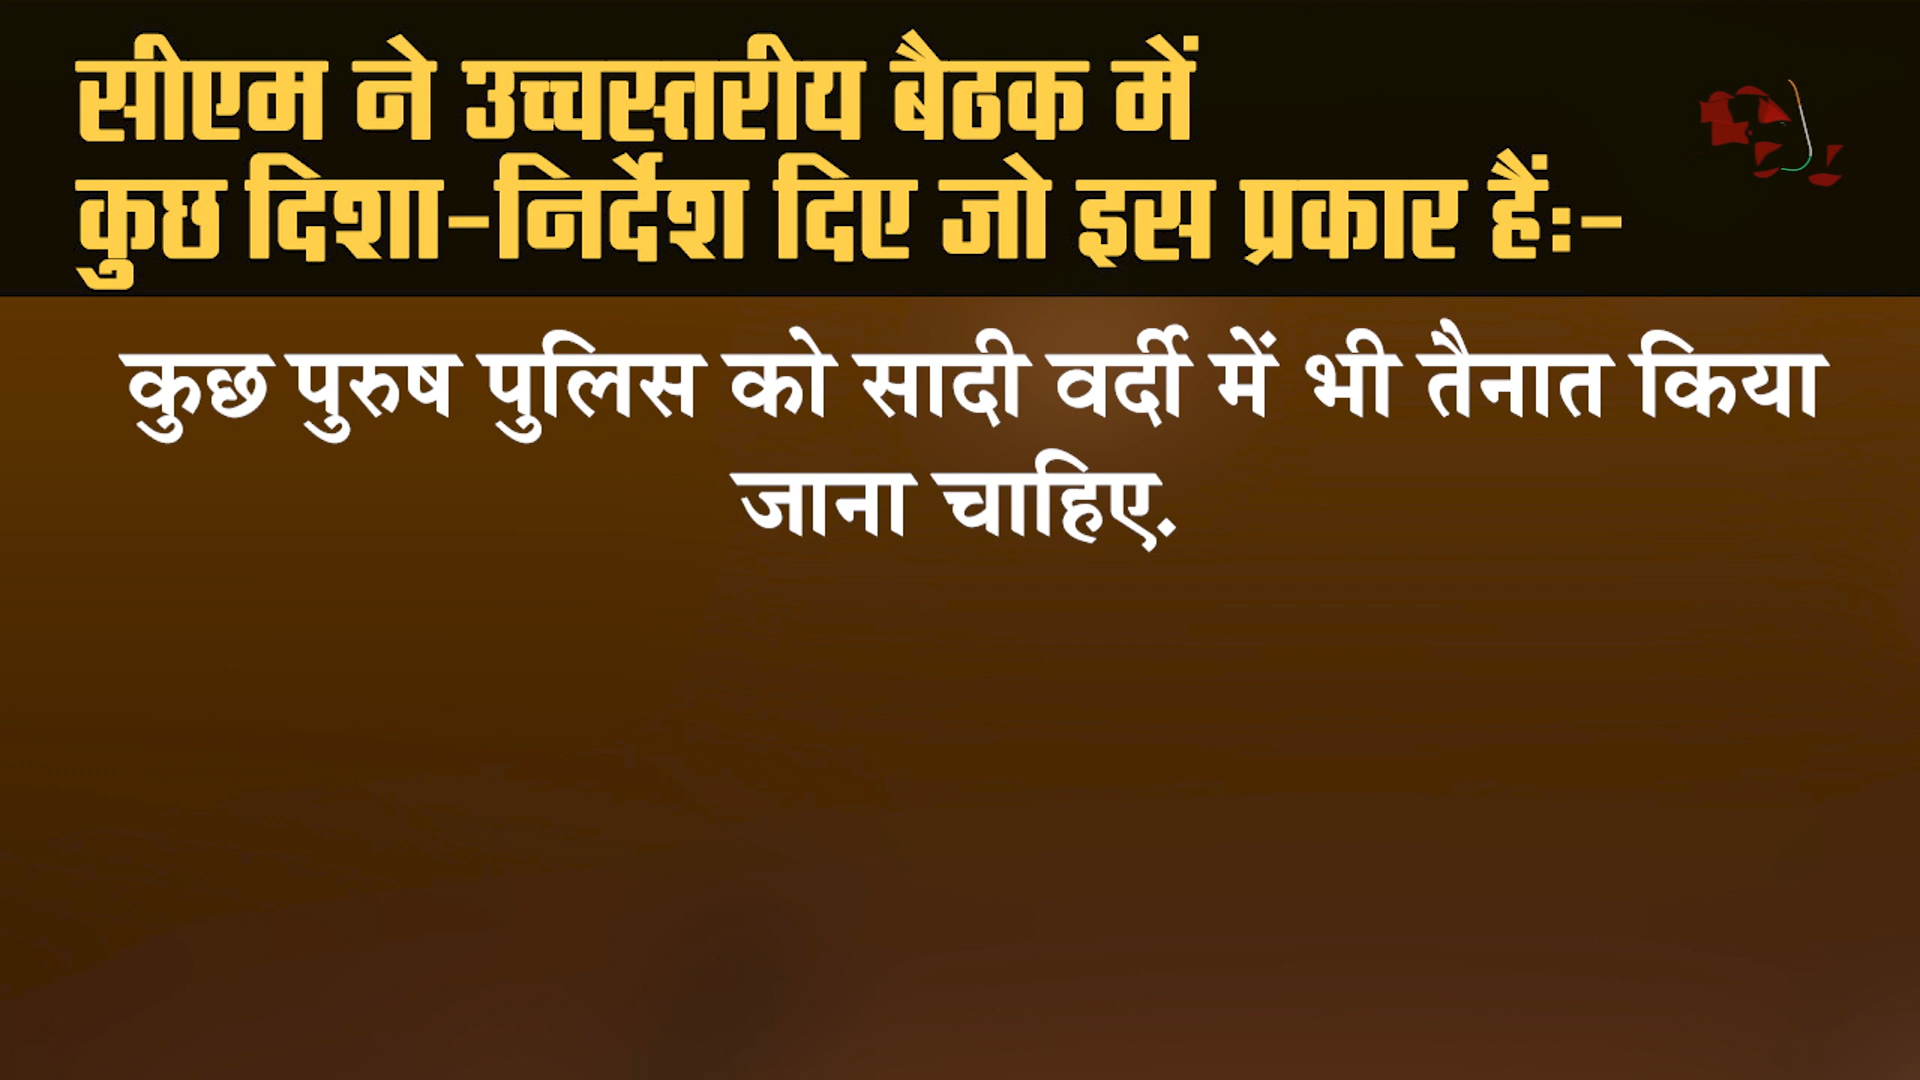 सीएम ने उच्चस्तरीय बैठक में
कुछ दिशा-निर्देश दिए जो इस प्रकार हैं:-
कुछ पुरुष पुलिस को सादी वर्दी में भी तैनात किया
जाना चाहिए.